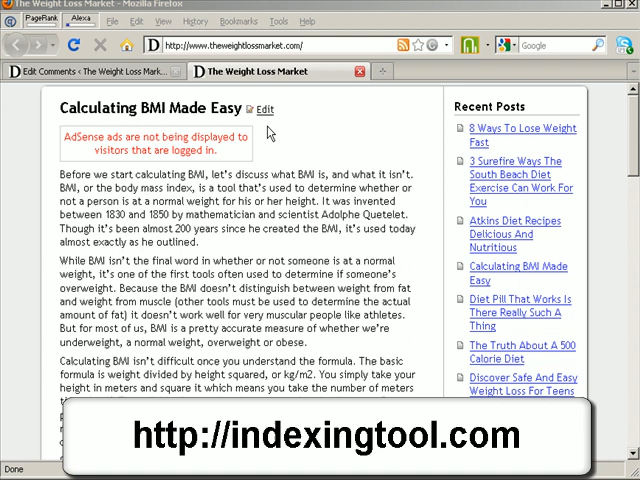 The Weight Loss Market - Mozilla Firefox
PageRank
Alexa
File Edit View History Bookmarks Tools Help
http://www.theweightlossmarket.com/
Google
Edit Comments ‹ The Weight Loss Mark...
The Weight Loss Market
Calculating BMI Made Easy Edit
AdSense ads are not being displayed to
visitors that are logged in.
Before we start calculating BMI, let's discuss what BMI is, and what it isn't.
BMI, or the body mass index, is a tool that's used to determine whether or
not a person is at a normal weight for his or her height. It was invented
between 1830 and 1850 by mathematician and scientist Adolphe Quetelet.
Though it's been almost 200 years since he created the BMI, it's used today
almost exactly as he outlined.
While BMI isn't the final word in whether or not someone is at a normal
weight, it's one of the first tools often used to determine if someone's
overweight. Because the BMI doesn't distinguish between weight from fat
and weight from muscle (other tools must be used to determine the actual
amount of fat) it doesn't work well for very muscular people like athletes.
But for most of us, BMI is a pretty accurate measure of whether we're
underweight, a normal weight, overweight or obese.
Calculating BMI isn't difficult once you understand the formula. The basic
formula is weight divided by height squared, or kg/m2. You simply take your
height in meters and square it which means you take the number of meters
Recent Posts
8 Ways To Lose Weight
Fast
3 Surefire Ways The
South Beach Diet
Exercise Can Work For
You
Atkins Diet Recipes
Delicious And
Nutritious
Calculating BMI Made
Easy
Diet Pill That Works Is
There Really Such A
Thing
The Truth About A 500
Calorie Diet
Discover Safe And Easy
Weight Loss For Teens
http://indexingtool.com
Done